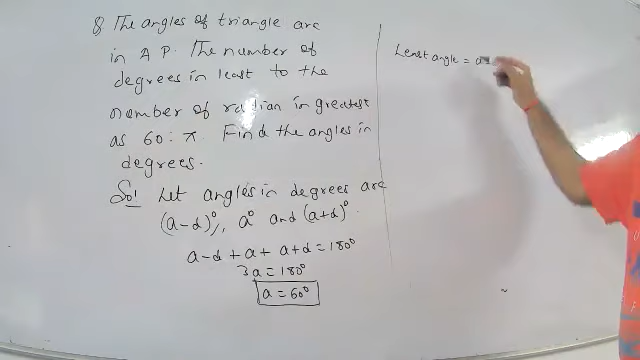 8 The angles of triangle are
in A P. The number of
degrees in least to the
number of radian in greatest
as 60 : π. Find the angles in
degrees.
Sol Let angles in degrees are
(a-d)°, a° and (a+d)°
a-d + a + a+d = 180°
3a = 180°
a = 60°
Least angle = a